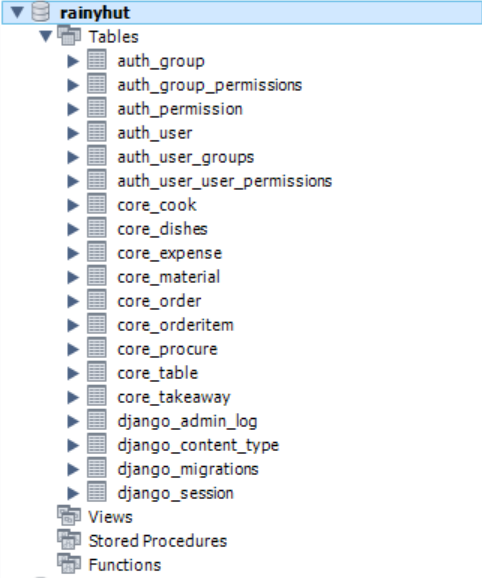 rainyhut
Tables
auth_group
auth_group_permissions
auth_permission
auth_user
auth_user_groups
auth_user_user_permissions
core_cook
core_dishes
core_expense
core_material
core_order
core_orderitem
core_procure
core_table
core_takeaway
django_admin_log
django_content_type
django_migrations
django_session
Views
Stored Procedures
Functions